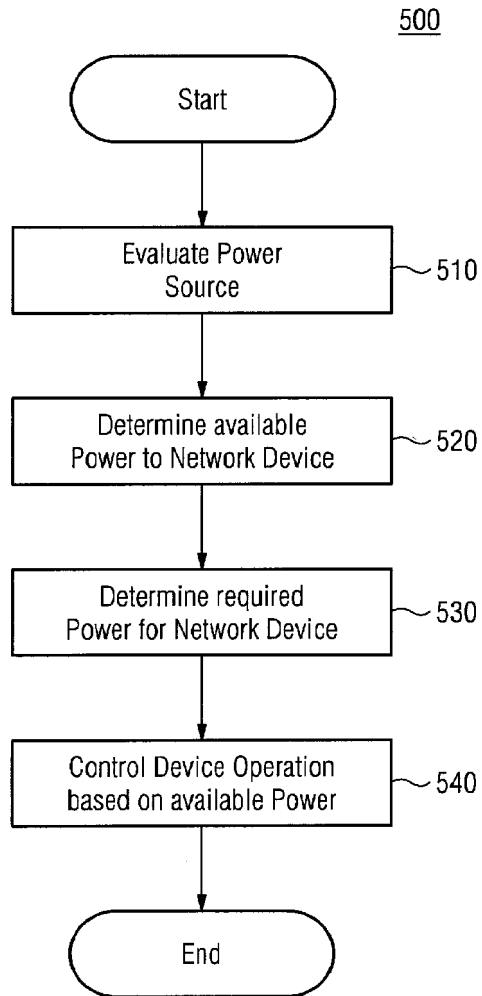 500
Start
Evaluate Power
Source
510
Determine available
Power to Network Device
520
Determine required
Power for Network Device
530
Control Device Operation
based on available Power
540
End